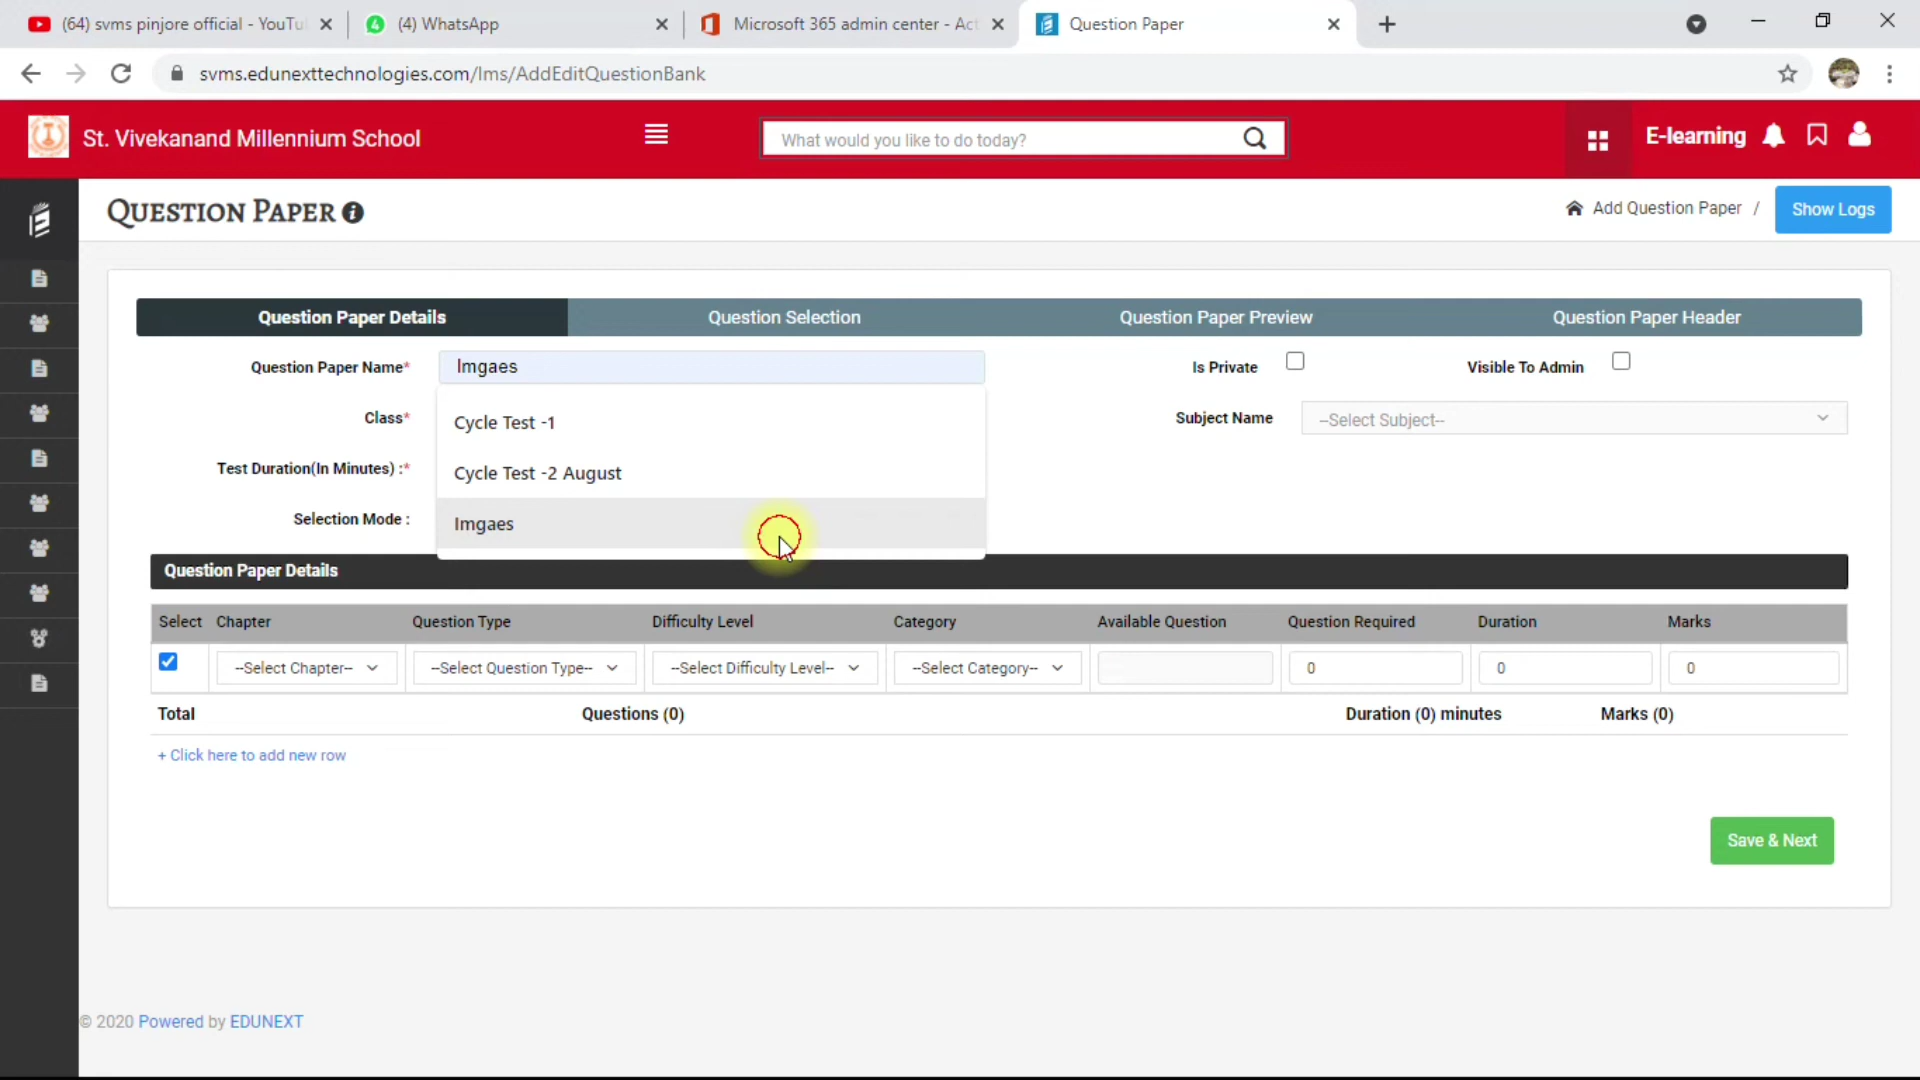 (64) svms pinjore official - YouTu
(4) WhatsApp
Microsoft 365 admin center - Act
Question Paper
svms.edunexttechnologies.com/lms/AddEditQuestionBank
St. Vivekanand Millennium School
What would you like to do today?
E-learning
QUESTION PAPER
Add Question Paper /
Show Logs
Question Paper Details
Question Selection
Question Paper Preview
Question Paper Header
Question Paper Name*
Imgaes
Is Private
Visible To Admin
Class*
Cycle Test -1
Subject Name
--Select Subject--
Test Duration(In Minutes) :*
Cycle Test -2 August
Selection Mode :
Imgaes
Question Paper Details
Select Chapter Question Type Difficulty Level Category Available Question Question Required Duration Marks
--Select Chapter-- --Select Question Type-- --Select Difficulty Level-- --Select Category-- 0 0 0
Total Questions (0) Duration (0) minutes Marks (0)
+ Click here to add new row
Save & Next
© 2020 Powered by EDUNEXT